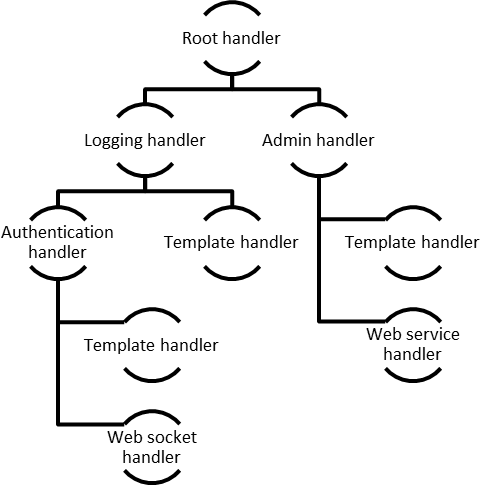 Root handler
Logging handler
Admin handler
Authentication
handler
Template handler
Template handler
Template handler
Web service
handler
Web socket
handler